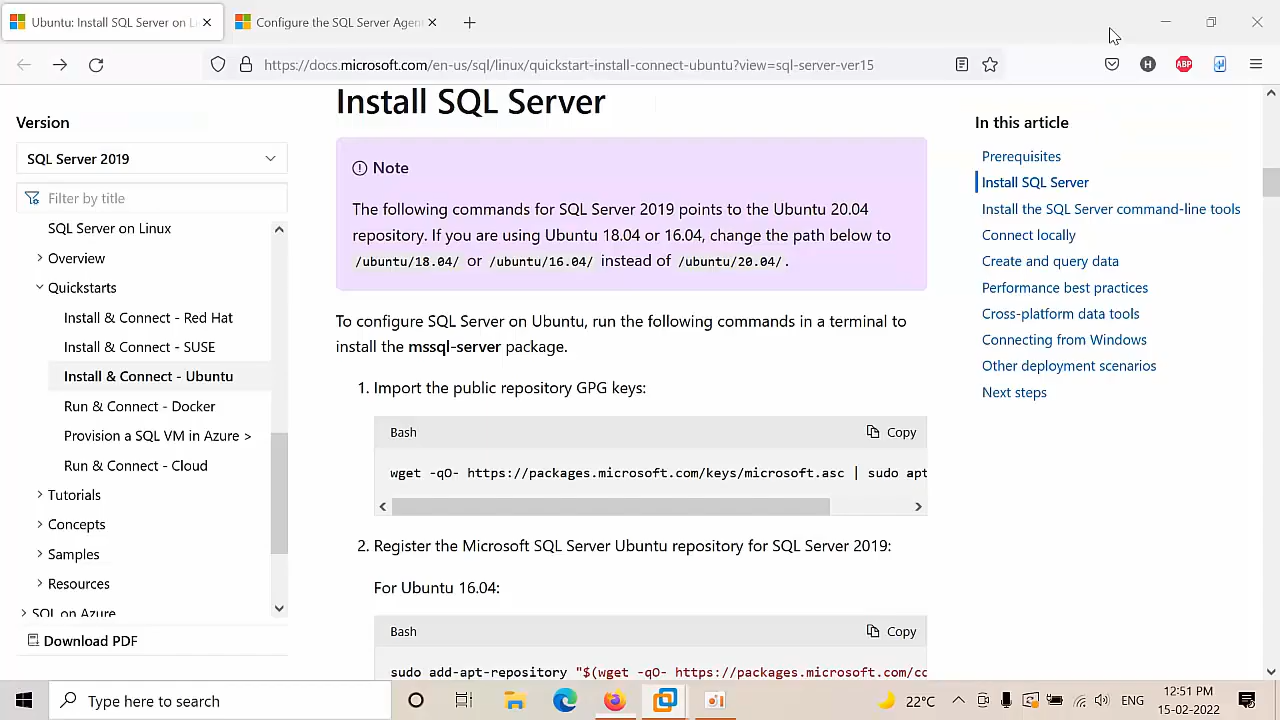 Ubuntu: Install SQL Server on L
Configure the SQL Server Agen
https://docs.microsoft.com/en-us/sql/linux/quickstart-install-connect-ubuntu?view=sql-server-ver15
H
ABP
Version
SQL Server 2019
Filter by title
SQL Server on Linux
Overview
Quickstarts
Install & Connect - Red Hat
Install & Connect - SUSE
Install & Connect - Ubuntu
Run & Connect - Docker
Provision a SQL VM in Azure >
Run & Connect - Cloud
Tutorials
Concepts
Samples
Resources
SQL on Azure
Download PDF
Install SQL Server
Note
The following commands for SQL Server 2019 points to the Ubuntu 20.04
repository. If you are using Ubuntu 18.04 or 16.04, change the path below to
/ubuntu/18.04/ or /ubuntu/16.04/ instead of /ubuntu/20.04/.
To configure SQL Server on Ubuntu, run the following commands in a terminal to
install the mssql-server package.
1. Import the public repository GPG keys:
Bash
Copy
wget -qO- https://packages.microsoft.com/keys/microsoft.asc | sudo apt
2. Register the Microsoft SQL Server Ubuntu repository for SQL Server 2019:
For Ubuntu 16.04:
Bash
Copy
sudo add-apt-repository "$(wget -qO- https://packages.microsoft.com/co
In this article
Prerequisites
Install SQL Server
Install the SQL Server command-line tools
Connect locally
Create and query data
Performance best practices
Cross-platform data tools
Connecting from Windows
Other deployment scenarios
Next steps
Type here to search
22°C
ENG
12:51 PM
15-02-2022